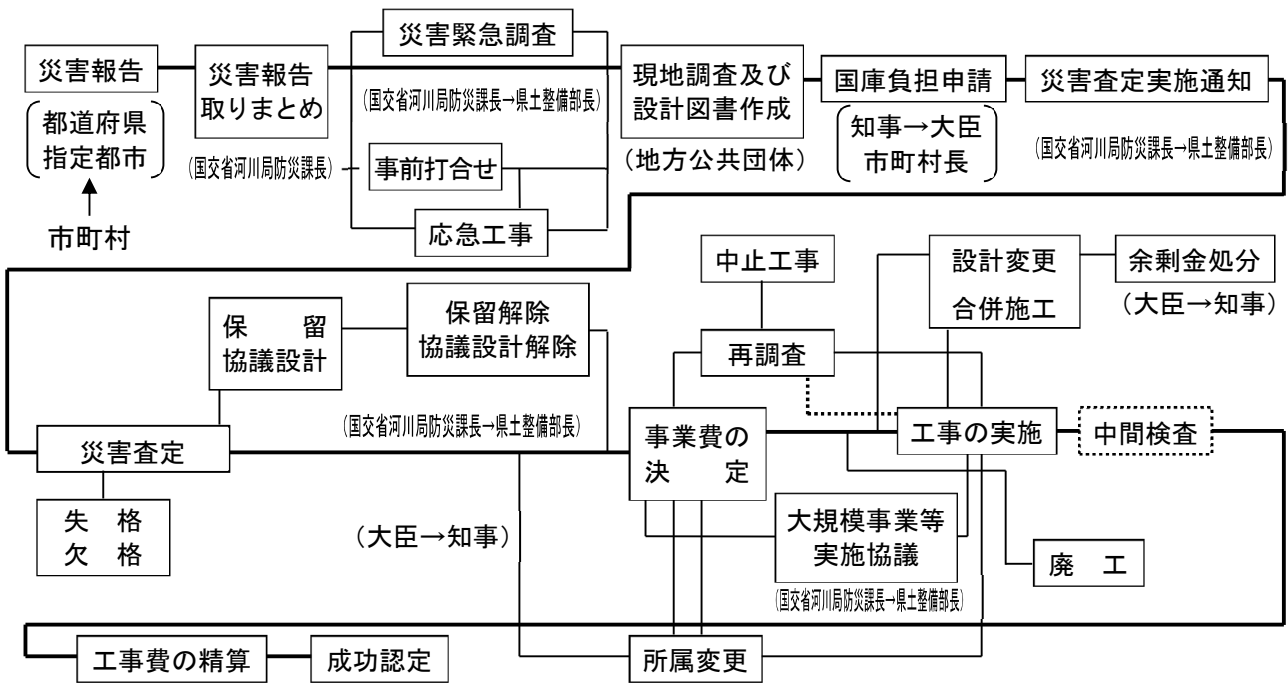 災害緊急調査
災害報告
災害報告
取りまとめ
現地調査及び
設計図書作成
国庫負担申請
災害査定実施通知
都道府県
指定都市
(国交省河川局防災課長)
(国交省河川局防災課長→県土整備部長)
事前打合せ
(地方公共団体)
知事→大臣
市町村長
(国交省河川局防災課長→県土整備部長)
市町村
応急工事
中止工事
設計変更
合併施工
余剰金処分
(大臣→知事)
保　留
協議設計
保留解除
協議設計解除
再調査
(国交省河川局防災課長→県土整備部長)
災害査定
事業費の
決　定
工事の実施
中間検査
失　格
欠　格
(大臣→知事)
大規模事業等
実施協議
(国交省河川局防災課長→県土整備部長)
廃　工
工事費の精算
成功認定
所属変更